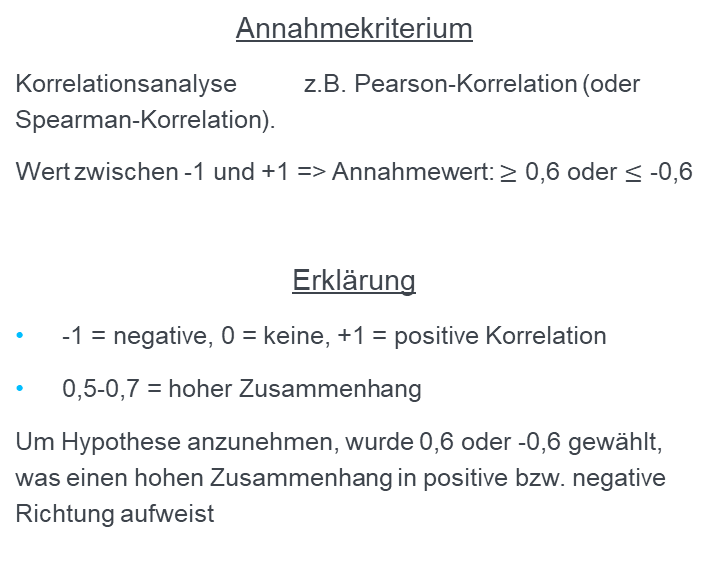 Annahmekriterium
Korrelationsanalyse z.B. Pearson-Korrelation (oder
Spearman-Korrelation).
Wert zwischen -1 und +1 => Annahmewert: ≥ 0,6 oder ≤ -0,6
Erklärung
• -1 = negative, 0 = keine, +1 = positive Korrelation
• 0,5-0,7 = hoher Zusammenhang
Um Hypothese anzunehmen, wurde 0,6 oder -0,6 gewählt,
was einen hohen Zusammenhang in positive bzw. negative
Richtung aufweist